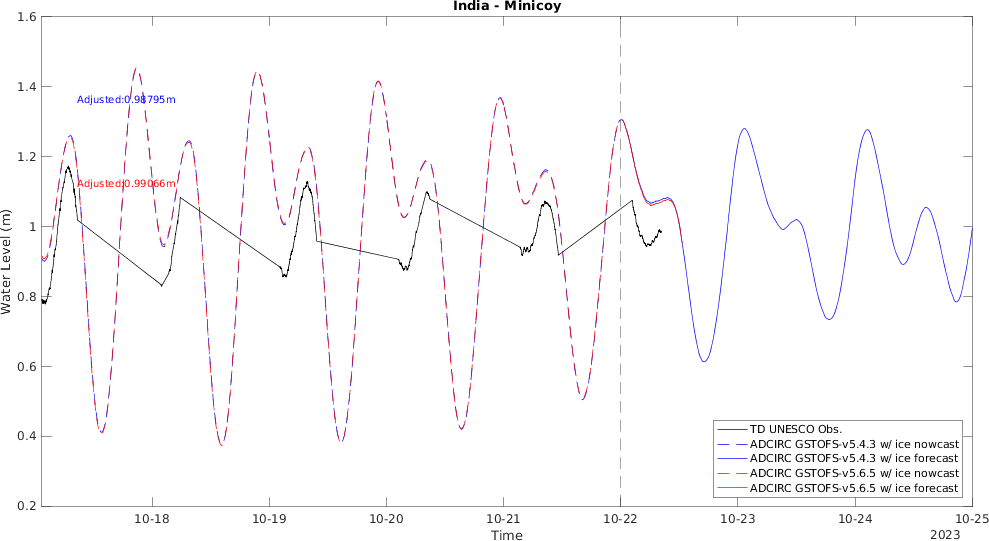 India - Minicoy
1.6
1.4
1.2
1
0.8
0.6
0.4
0.2
Water Level (m)
Adjusted:0.98795m
Adjusted:0.99066m
TD UNESCO Obs.
ADCIRC GSTOFS-v5.4.3 w/ ice nowcast
ADCIRC GSTOFS-v5.4.3 w/ ice forecast
ADCIRC GSTOFS-v5.6.5 w/ ice nowcast
ADCIRC GSTOFS-v5.6.5 w/ ice forecast
10-18 10-19 10-20 10-21 10-22 10-23 10-24 10-25
Time
2023